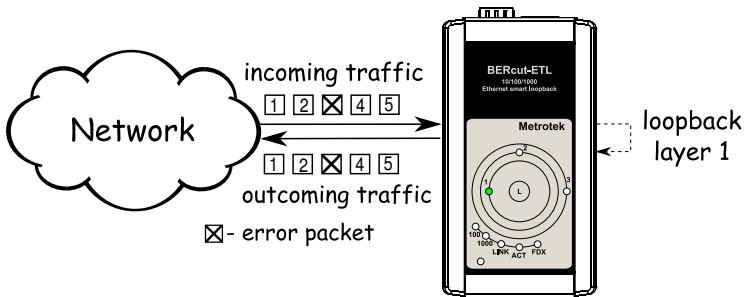 BERcut-ETL
10/100/1000
Ethernet smart loopback
Metrotek
Network
incoming traffic
1 2 4 5
1 2 4 5
outcoming traffic
- error packet
loopback
layer 1
2
1
3
L
100
1000
LINK
ACT
FDX